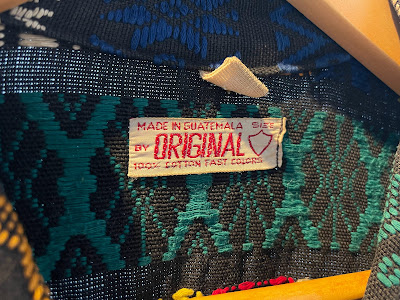 MADE IN GUATEMALA SIZE
BY ORIGINAL
100% COTTON FAST COLORS